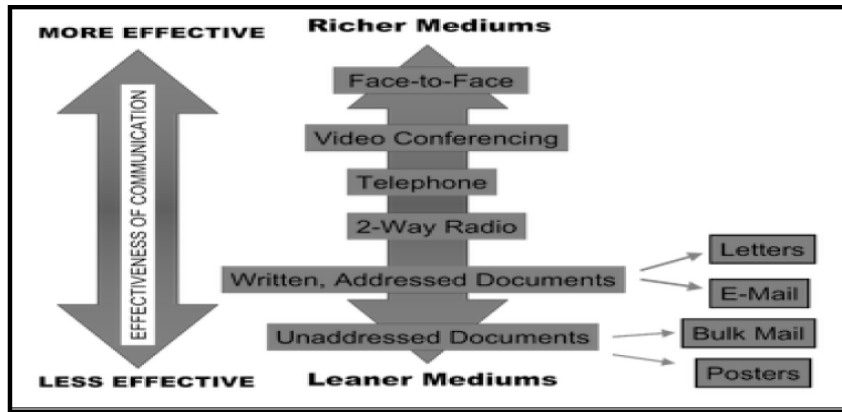 MORE EFFECTIVE
Richer Mediums
EFFECTIVENESS OF COMMUNICATION
Face-to-Face
Video Conferencing
Telephone
2-Way Radio
Written, Addressed Documents
Letters
E-Mail
Unaddressed Documents
Bulk Mail
Posters
LESS EFFECTIVE
Leaner Mediums